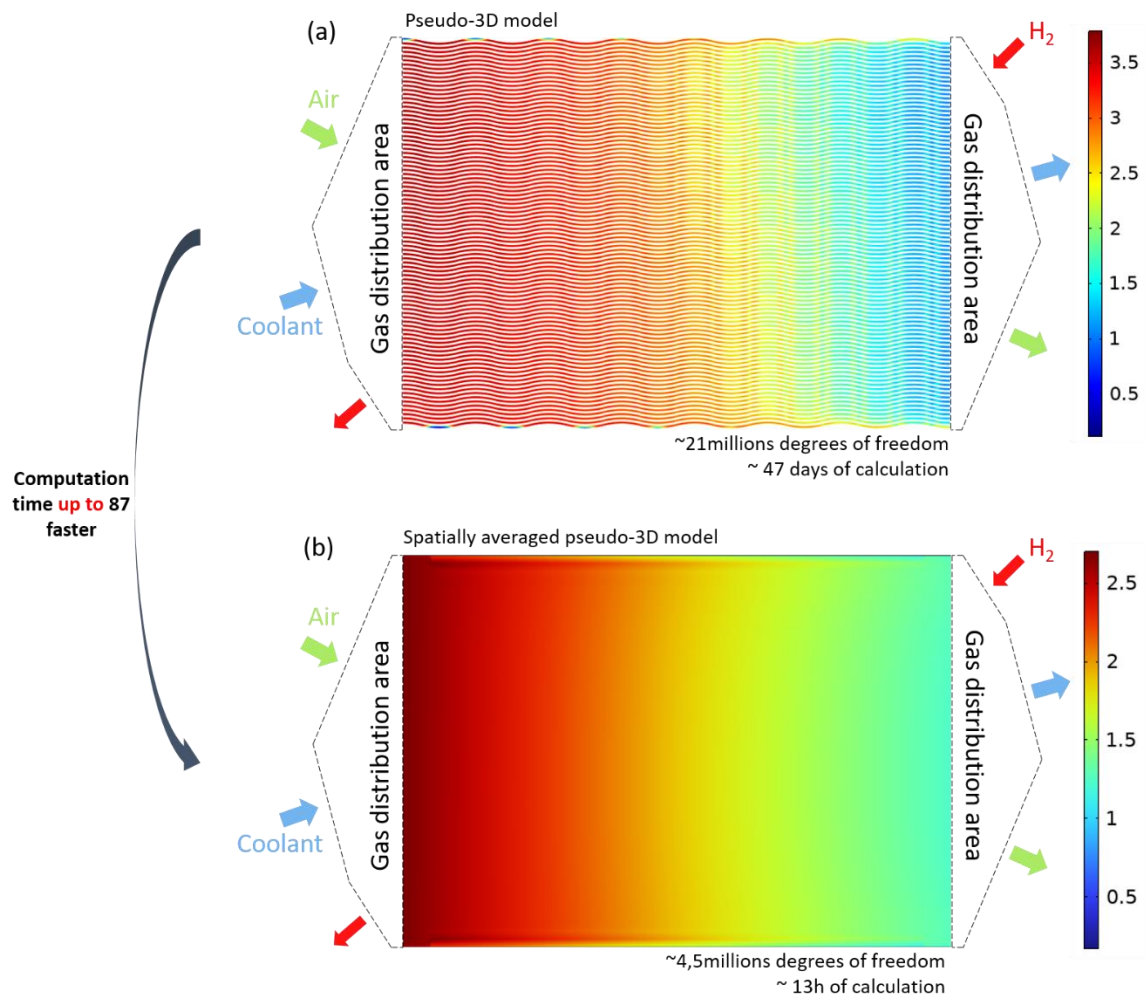 Pseudo-3D model
(a)
H2
Air
Gas distribution area
Gas distribution area
Coolant
3.5
3
2.5
2
1.5
1
0.5
~21millions degrees of freedom
~ 47 days of calculation
Computation
time up to 87
faster
(b)
Spatially averaged pseudo-3D model
H2
Air
Gas distribution area
Gas distribution area
Coolant
2.5
2
1.5
1
0.5
~4,5millions degrees of freedom
~ 13h of calculation